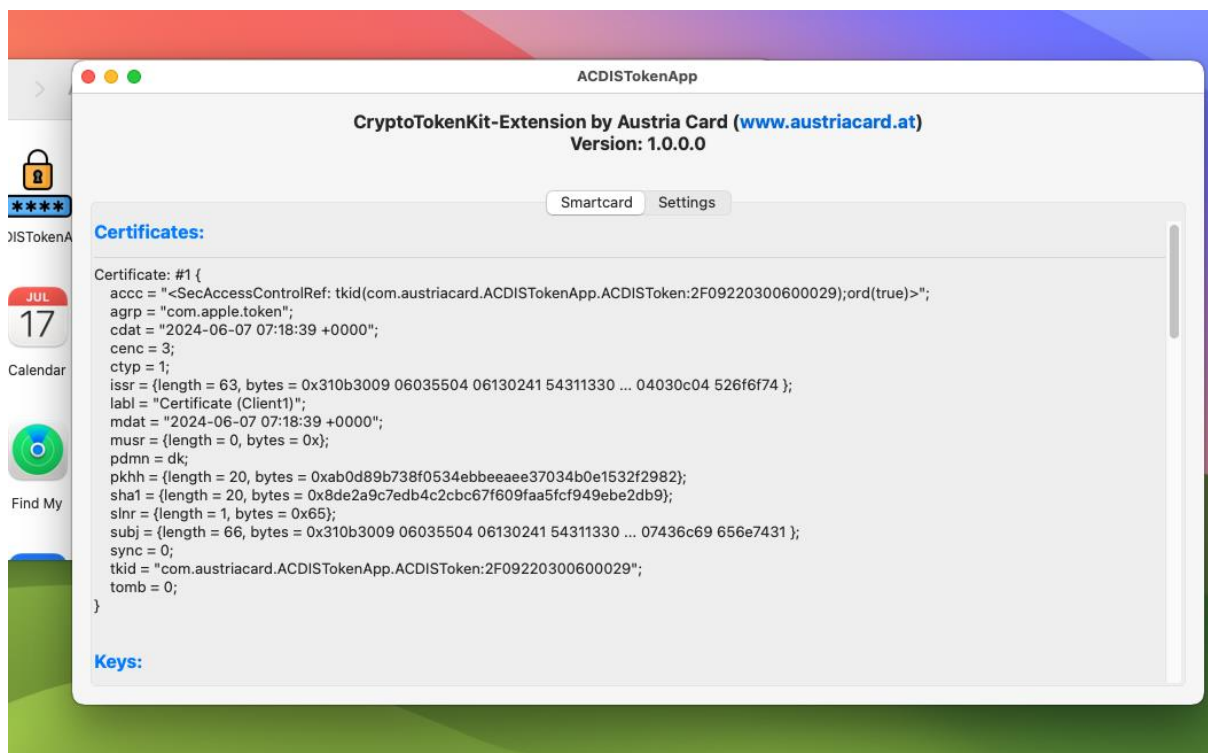 ACDISTokenApp
CryptoTokenKit-Extension by Austria Card (www.austriacard.at)
Version: 1.0.0.0
Smartcard Settings
****
DISTokenA
JUL
17
Calendar
Find My
Certificates:
Certificate: #1 {
accc = "<SecAccessControlRef: tkid(com.austriacard.ACDISTokenApp.ACDISToken:2F09220300600029);ord(true)>";
agrp = "com.apple.token";
cdat = "2024-06-07 07:18:39 +0000";
cenc = 3;
ctyp = 1;
issr = {length = 63, bytes = 0x310b3009 06035504 06130241 54311330 ... 04030c04 526f6f74 };
labl = "Certificate (Client1)";
mdat = "2024-06-07 07:18:39 +0000";
musr = {length = 0, bytes = 0x};
pdmn = dk;
pkhh = {length = 20, bytes = 0xab0d89b738f0534ebbeeaee37034b0e1532f2982};
sha1 = {length = 20, bytes = 0x8de2a9c7edb4c2cbc67f609faa5fcf949ebe2db9};
slnr = {length = 1, bytes = 0x65};
subj = {length = 66, bytes = 0x310b3009 06035504 06130241 54311330 ... 07436c69 656e7431 };
sync = 0;
tkid = "com.austriacard.ACDISTokenApp.ACDISToken:2F09220300600029";
tomb = 0;
}
Keys: